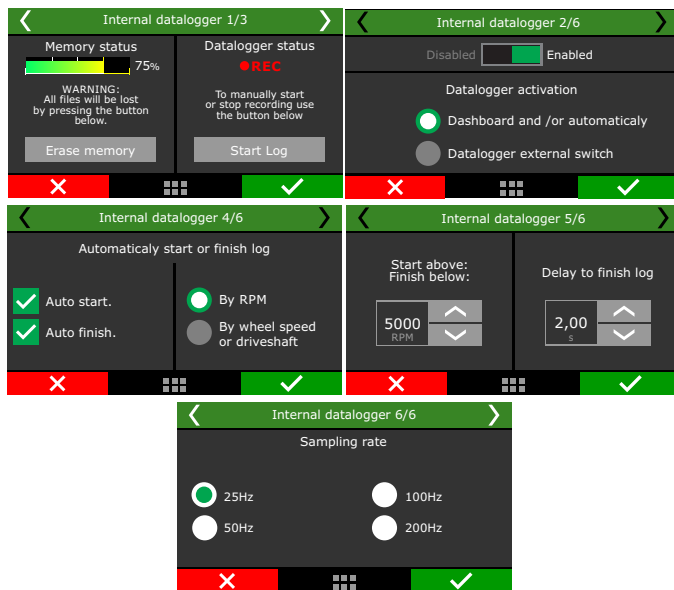 Internal datalogger 1/3
Memory status
75%
WARNING:
All files will be lost
by pressing the button
below.
Erase memory
Datalogger status
REC
To manually start
or stop recording use
the button below
Start Log
Internal datalogger 2/6
Disabled
Enabled
Datalogger activation
Dashboard and /or automaticaly
Datalogger external switch
Internal datalogger 4/6
Automaticaly start or finish log
Auto start.
Auto finish.
By RPM
By wheel speed
or driveshaft
Internal datalogger 5/6
Start above:
Finish below:
5000
RPM
Delay to finish log
2,00
s
Internal datalogger 6/6
Sampling rate
25Hz
50Hz
100Hz
200Hz